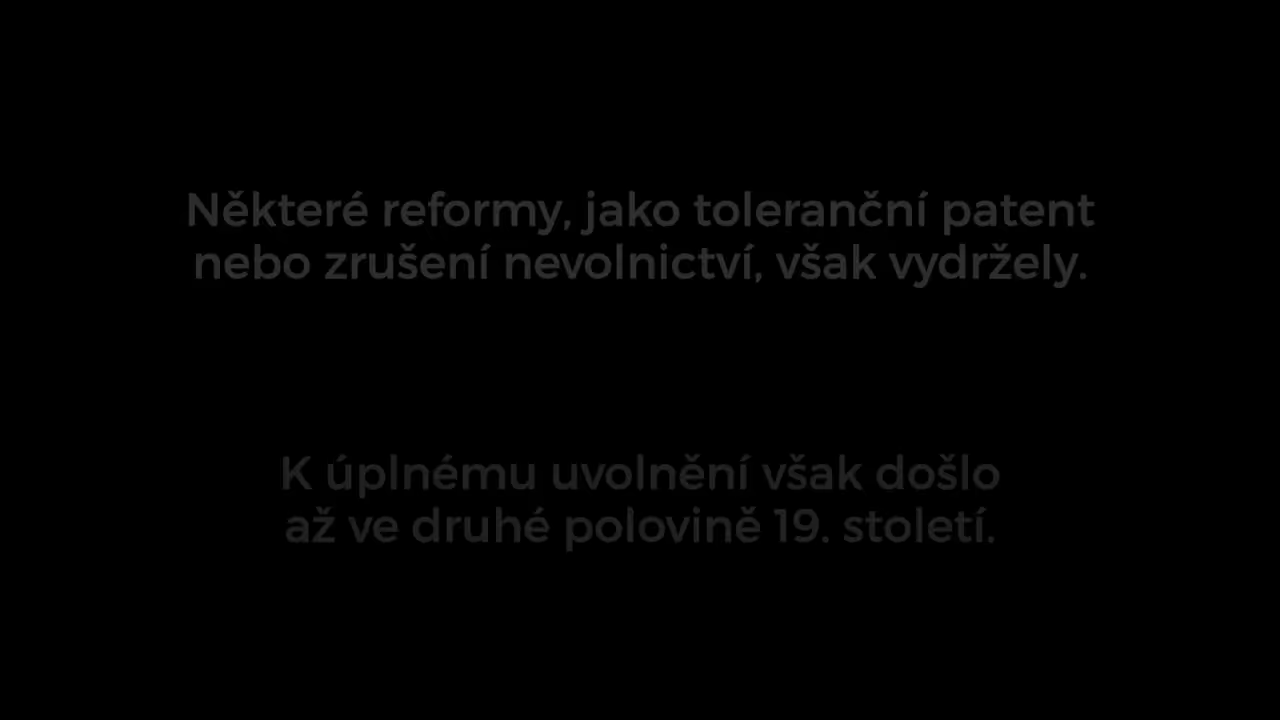 Některé reformy, jako toleranční patent
nebo zrušení nevolnictví, však vydržely.
K úplnému uvolnění však došlo
až ve druhé polovině 19. století.